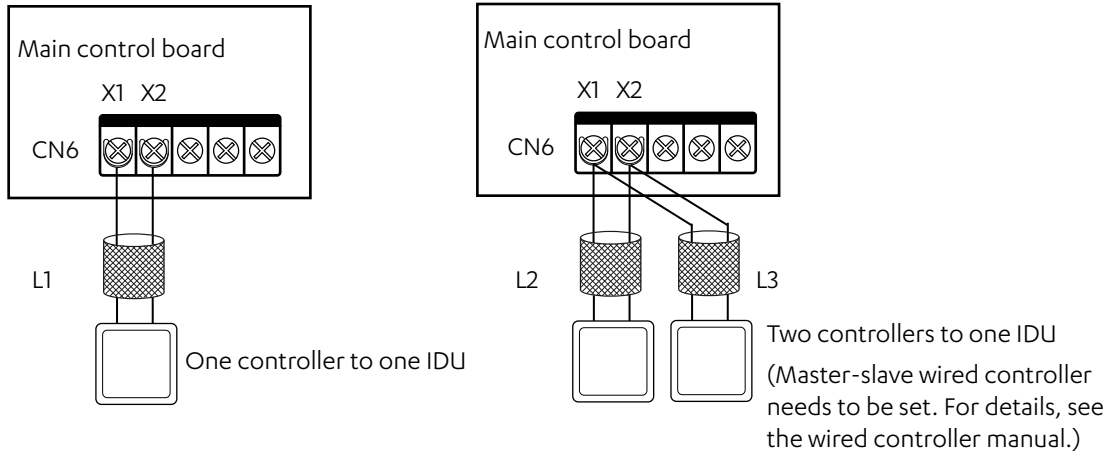 Main control board
X1 X2
CN6
L1
One controller to one IDU
Main control board
X1 X2
CN6
L2
L3
Two controllers to one IDU
(Master-slave wired controller
needs to be set. For details, see
the wired controller manual.)